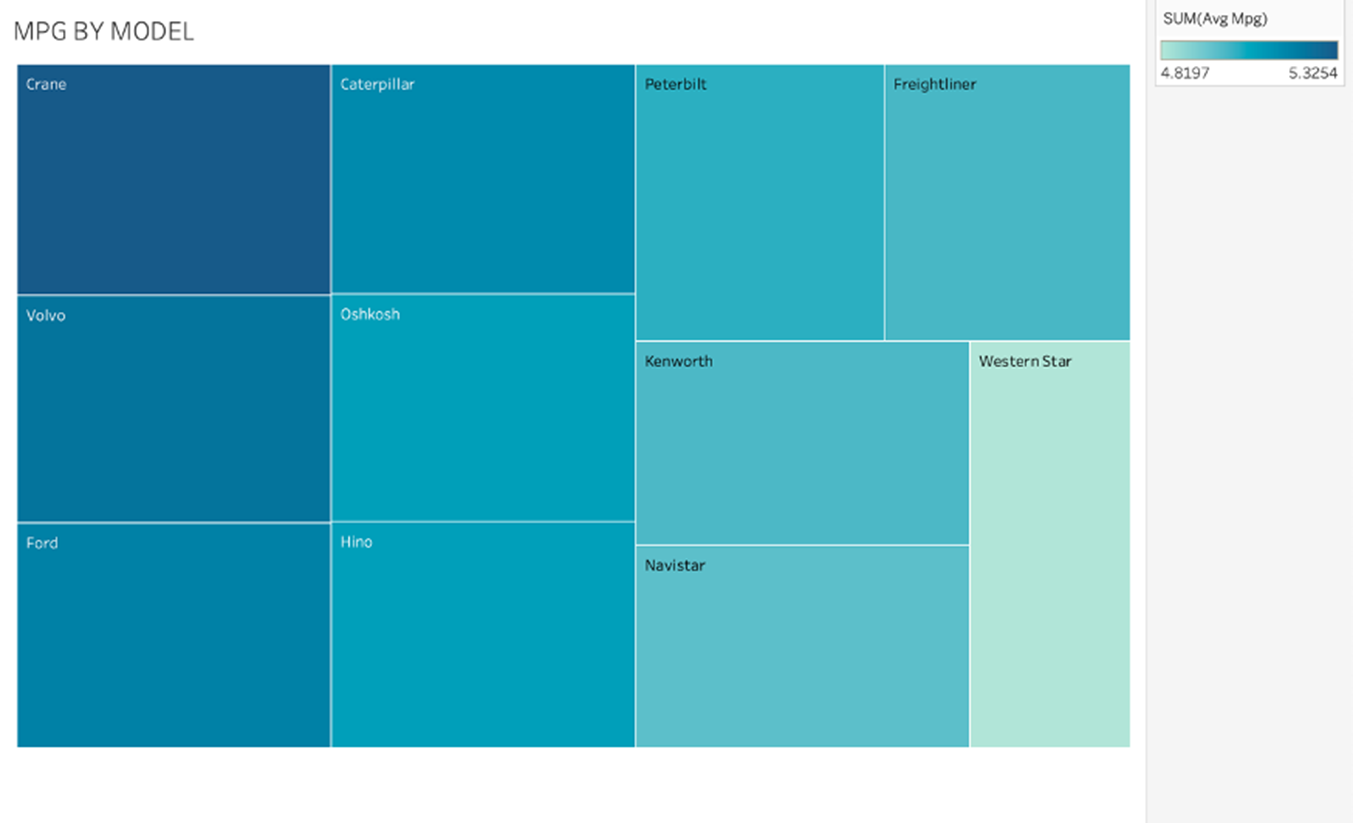 MPG BY MODEL
SUM(Avg Mpg)
4.8197 5.3254
Crane
Caterpillar
Peterbilt
Freightliner
Volvo
Oshkosh
Kenworth
Western Star
Ford
Hino
Navistar